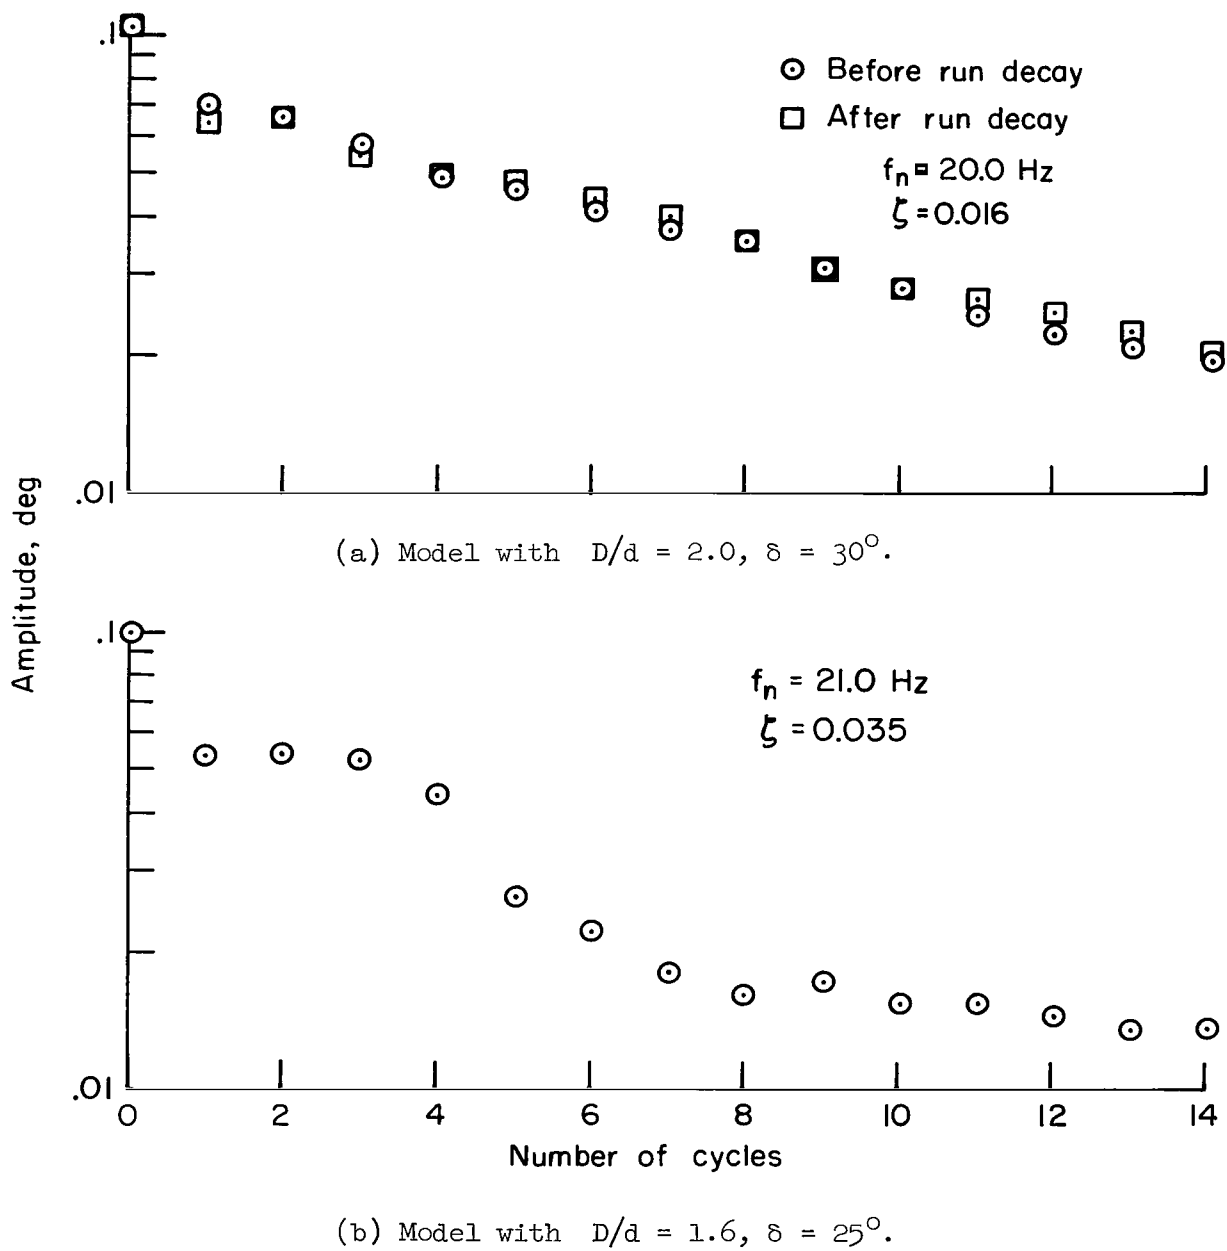 .1
Before run decay
After run decay
fn = 20.0 Hz
ζ = 0.016
.01
Amplitude, deg
(a) Model with D/d = 2.0, δ = 30°.
.1
fn = 21.0 Hz
ζ = 0.035
.01
0 2 4 6 8 10 12 14
Number of cycles
(b) Model with D/d = 1.6, δ = 25°.